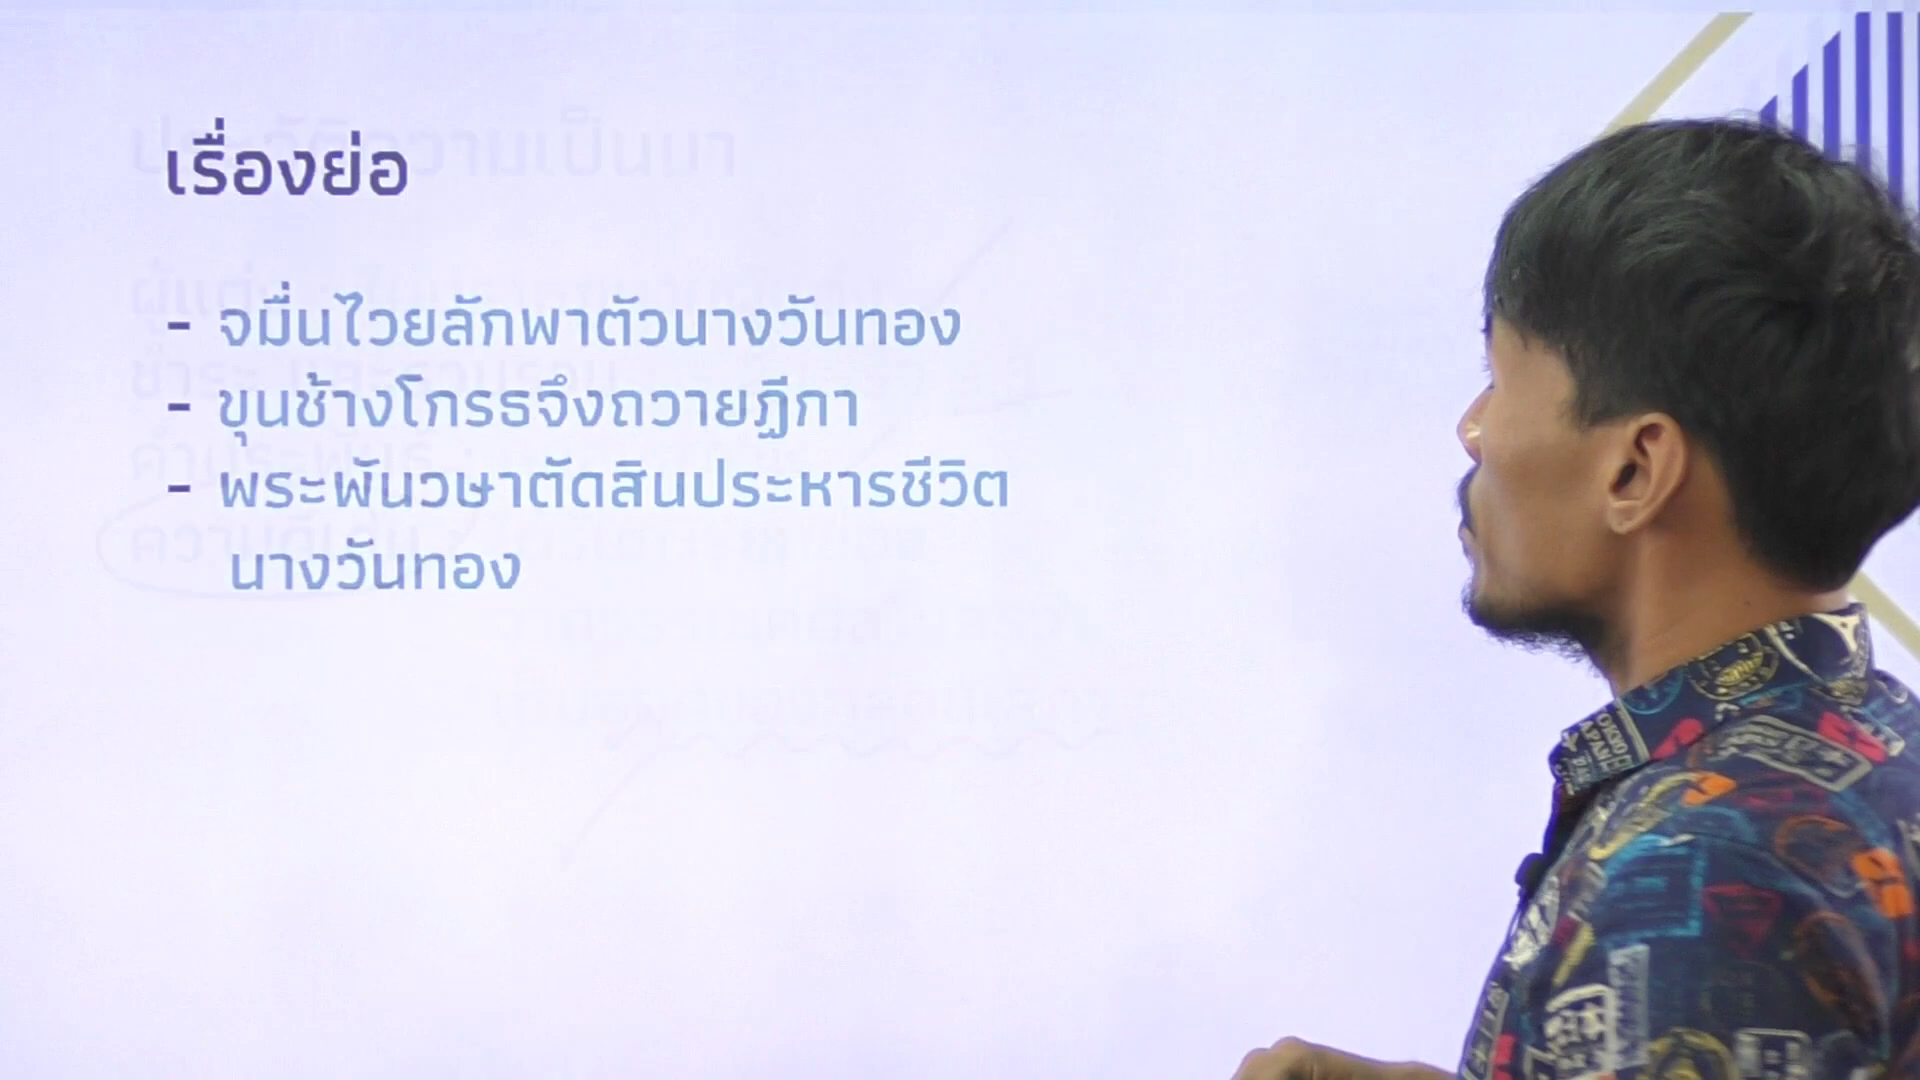 เรื่องย่อ
- จมื่นไวยลักพาตัวนางวันทอง
- ขุนช้างโกรธจึงถวายฎีกา
- พระพันวษาตัดสินประหารชีวิต
นางวันทอง